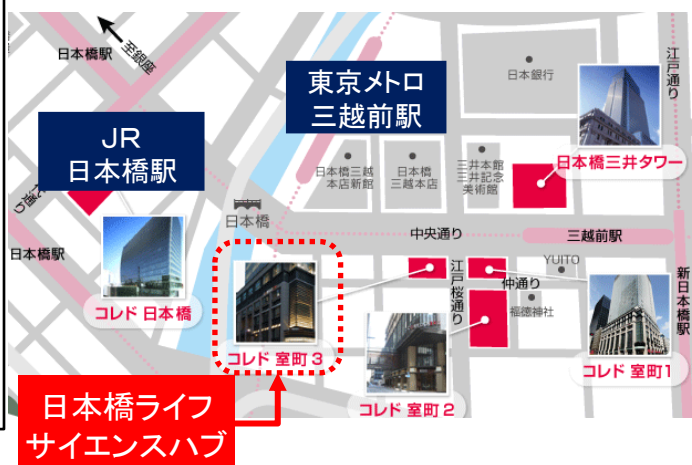 日本橋駅
至銀座
東京メトロ
三越前駅
日本銀行
江戸通り
JR
日本橋駅
日本橋三越
本店新館
日本橋
三越本店
三井本館
三井記念
美術館
日本橋三井タワー
通り
日本橋
中央通り
三越前駅
日本橋駅
コレド 日本橋
江戸桜通り
仲通り
YUITO
福徳神社
新日本橋駅
コレド 室町3
コレド 室町2
コレド 室町1
日本橋ライフ
サイエンスハブ